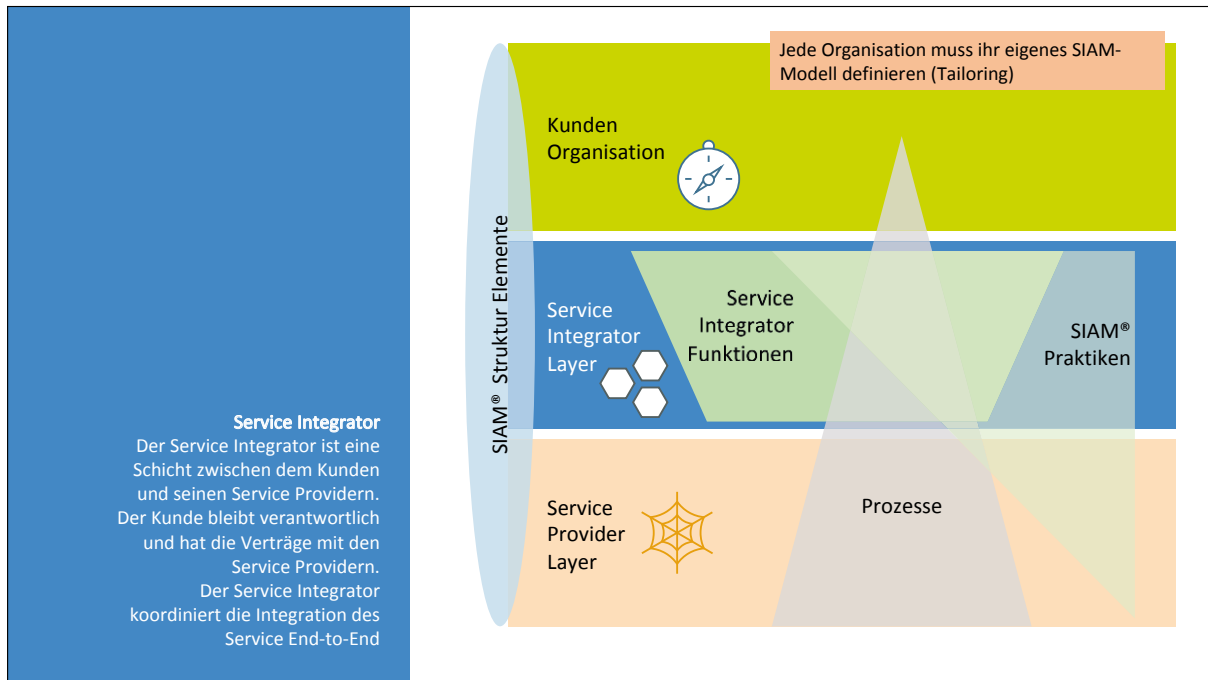 Service Integrator
Der Service Integrator ist eine
Schicht zwischen dem Kunden
und seinen Service Providern.
Der Kunde bleibt verantwortlich
und hat die Verträge mit den
Service Providern.
Der Service Integrator
koordiniert die Integration des
Service End-to-End
SIAM® Struktur Elemente
Jede Organisation muss ihr eigenes SIAM-
Modell definieren (Tailoring)
Kunden
Organisation
Service
Integrator
Layer
Service
Integrator
Funktionen
SIAM®
Praktiken
Service
Provider
Layer
Prozesse